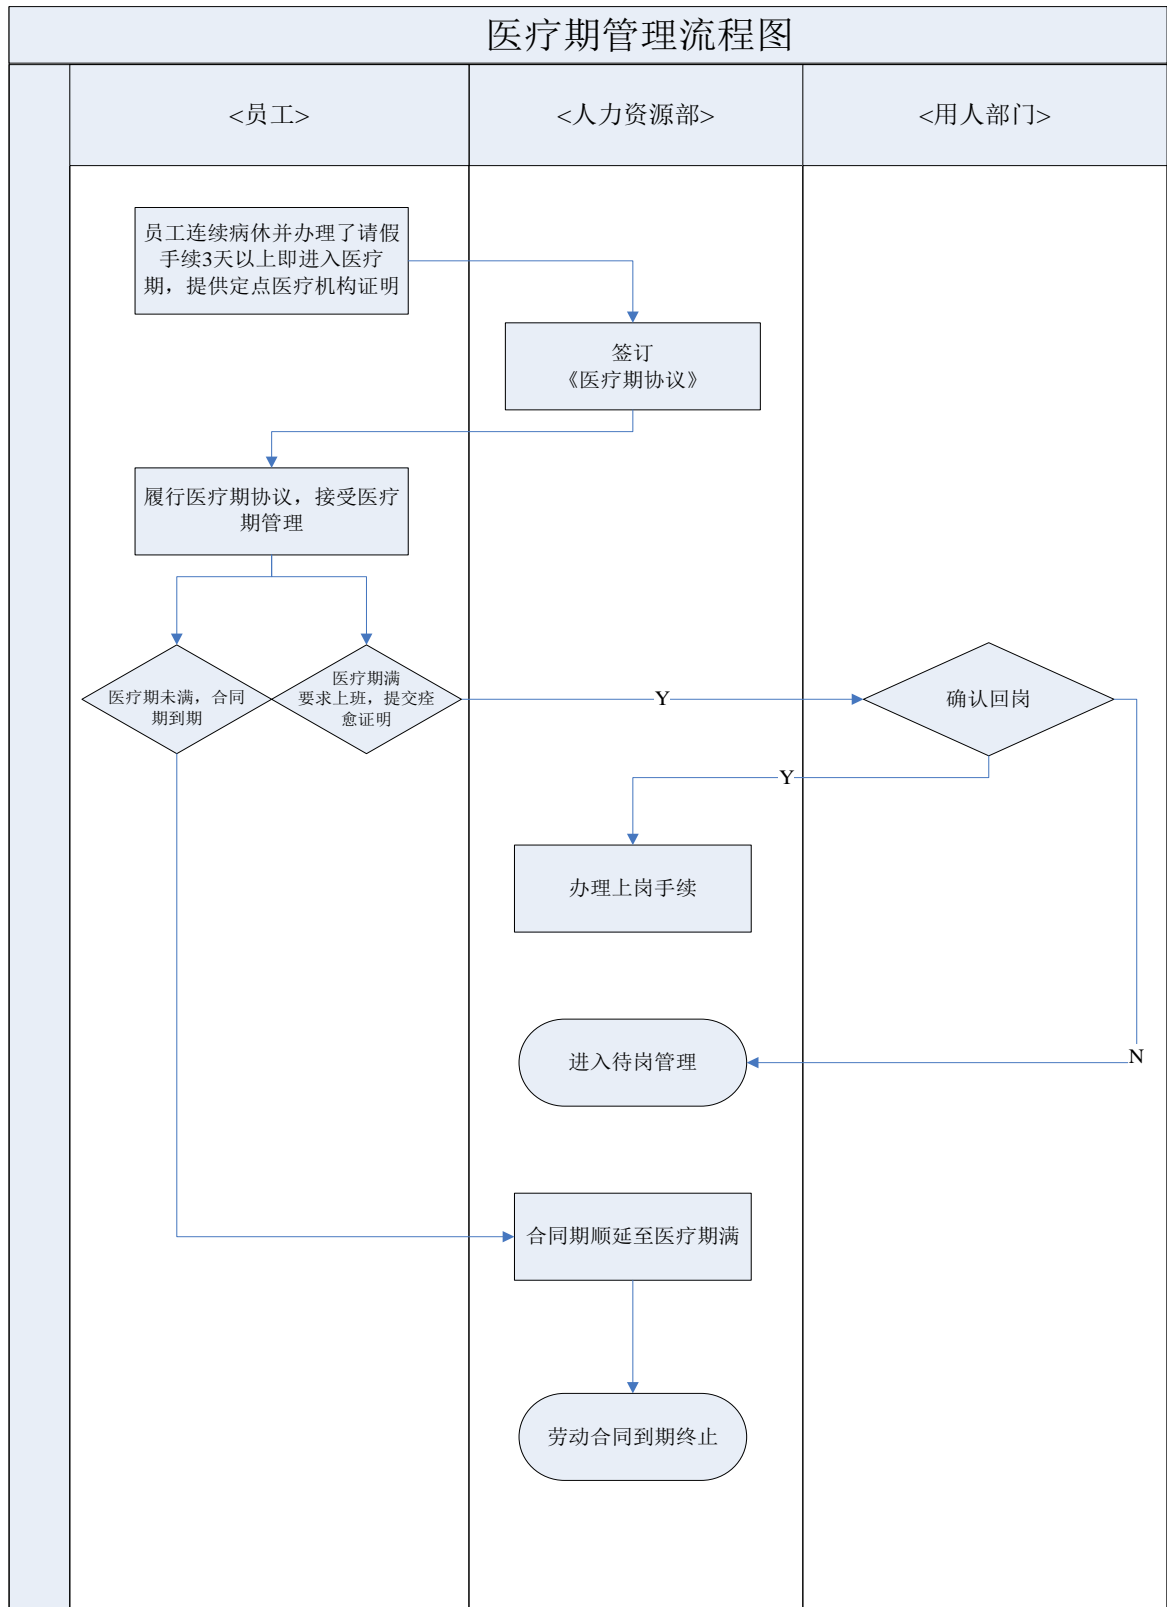 医疗期管理流程图
<员工>
<人力资源部>
<用人部门>
员工连续病休并办理了请假
手续3天以上即进入医疗
期，提供定点医疗机构证明
签订
《医疗期协议》
履行医疗期协议，接受医疗
期管理
医疗期未满，合同
期到期
医疗期满
要求上班，提交痊
愈证明
Y
确认回岗
Y
办理上岗手续
进入待岗管理
N
合同期顺延至医疗期满
劳动合同到期终止